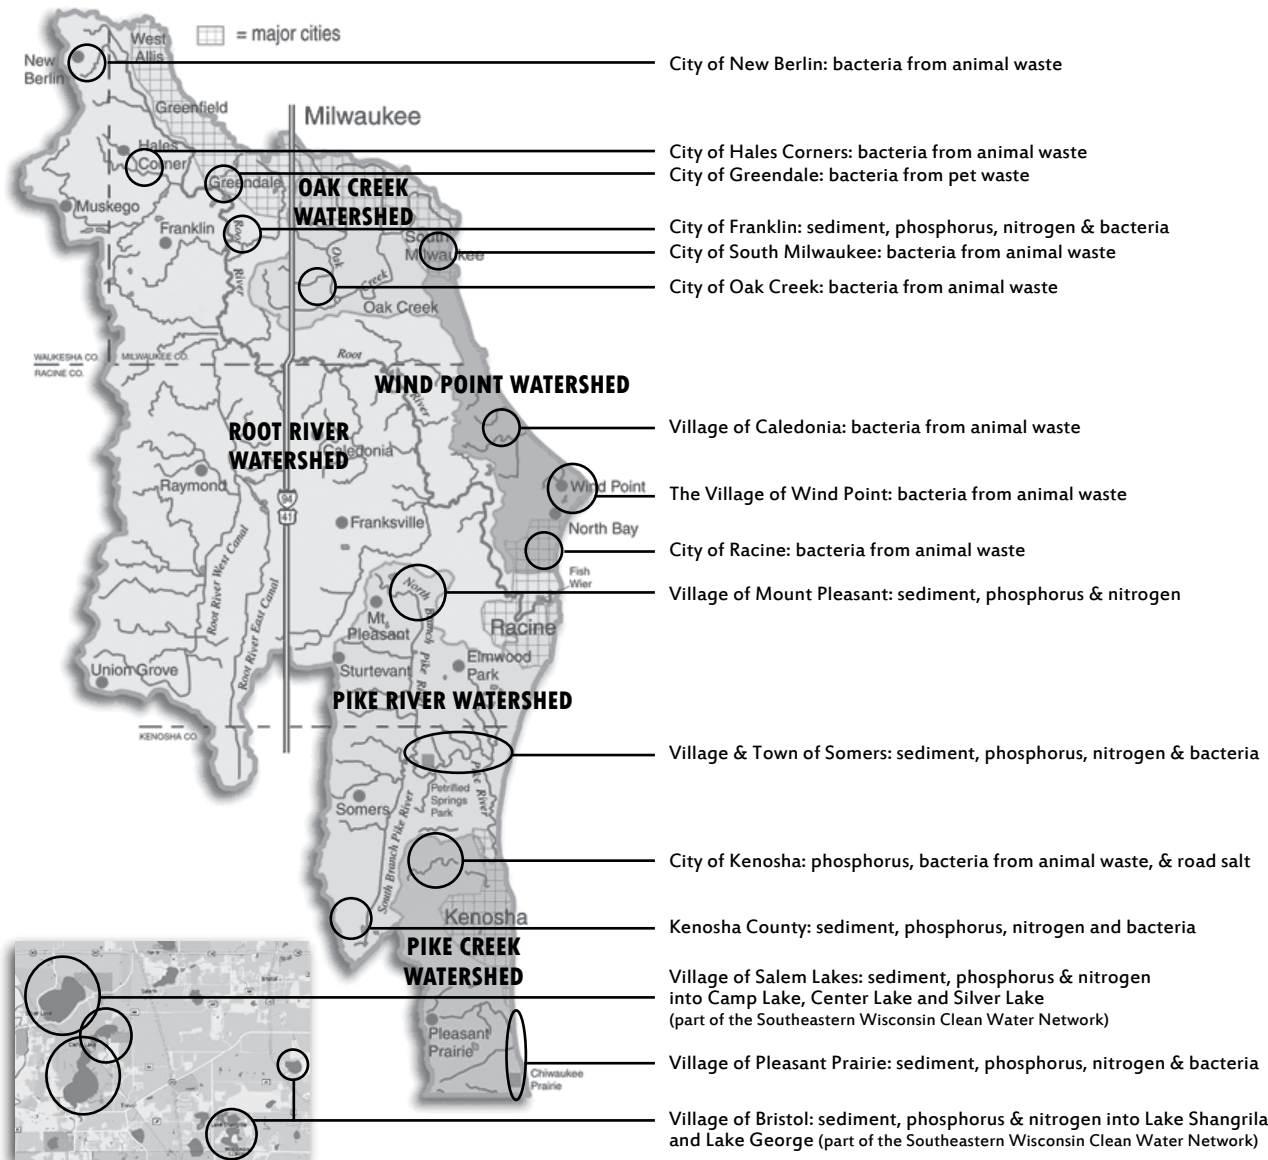 West
Allis
= major cities
New
Berlin
City of New Berlin: bacteria from animal waste
Greenfield
Milwaukee
Hales
Corner
City of Hales Corners: bacteria from animal waste
Greendale
City of Greendale: bacteria from pet waste
OAK CREEK
WATERSHED
Muskego
Franklin
Root
City of Franklin: sediment, phosphorus, nitrogen & bacteria
South
Milwaukee
City of South Milwaukee: bacteria from animal waste
River
Oak
Creek
City of Oak Creek: bacteria from animal waste
Oak Creek
WAUKESHA CO.
MILWAUKEE CO.
RACINE CO.
Root
River
WIND POINT WATERSHED
ROOT RIVER
WATERSHED
Caledonia
Village of Caledonia: bacteria from animal waste
Raymond
94
41
Wind Point
The Village of Wind Point: bacteria from animal waste
Franksville
North Bay
City of Racine: bacteria from animal waste
Fish
Wier
Root River West Canal
Root River East Canal
North Branch Pike
Village of Mount Pleasant: sediment, phosphorus & nitrogen
Mt.
Pleasant
Racine
Union Grove
Sturtevant
Elmwood
Park
PIKE RIVER WATERSHED
KENOSHA CO.
Village & Town of Somers: sediment, phosphorus, nitrogen & bacteria
Pike River
Petrified
Springs
Park
Somers
South Branch Pike River
City of Kenosha: phosphorus, bacteria from animal waste, & road salt
Kenosha
Kenosha County: sediment, phosphorus, nitrogen and bacteria
PIKE CREEK
WATERSHED
Village of Salem Lakes: sediment, phosphorus & nitrogen
into Camp Lake, Center Lake and Silver Lake
(part of the Southeastern Wisconsin Clean Water Network)
Pleasant
Prairie
Village of Pleasant Prairie: sediment, phosphorus, nitrogen & bacteria
Chiwaukee
Prairie
Village of Bristol: sediment, phosphorus & nitrogen into Lake Shangrila
and Lake George (part of the Southeastern Wisconsin Clean Water Network)
Salem
Bristol